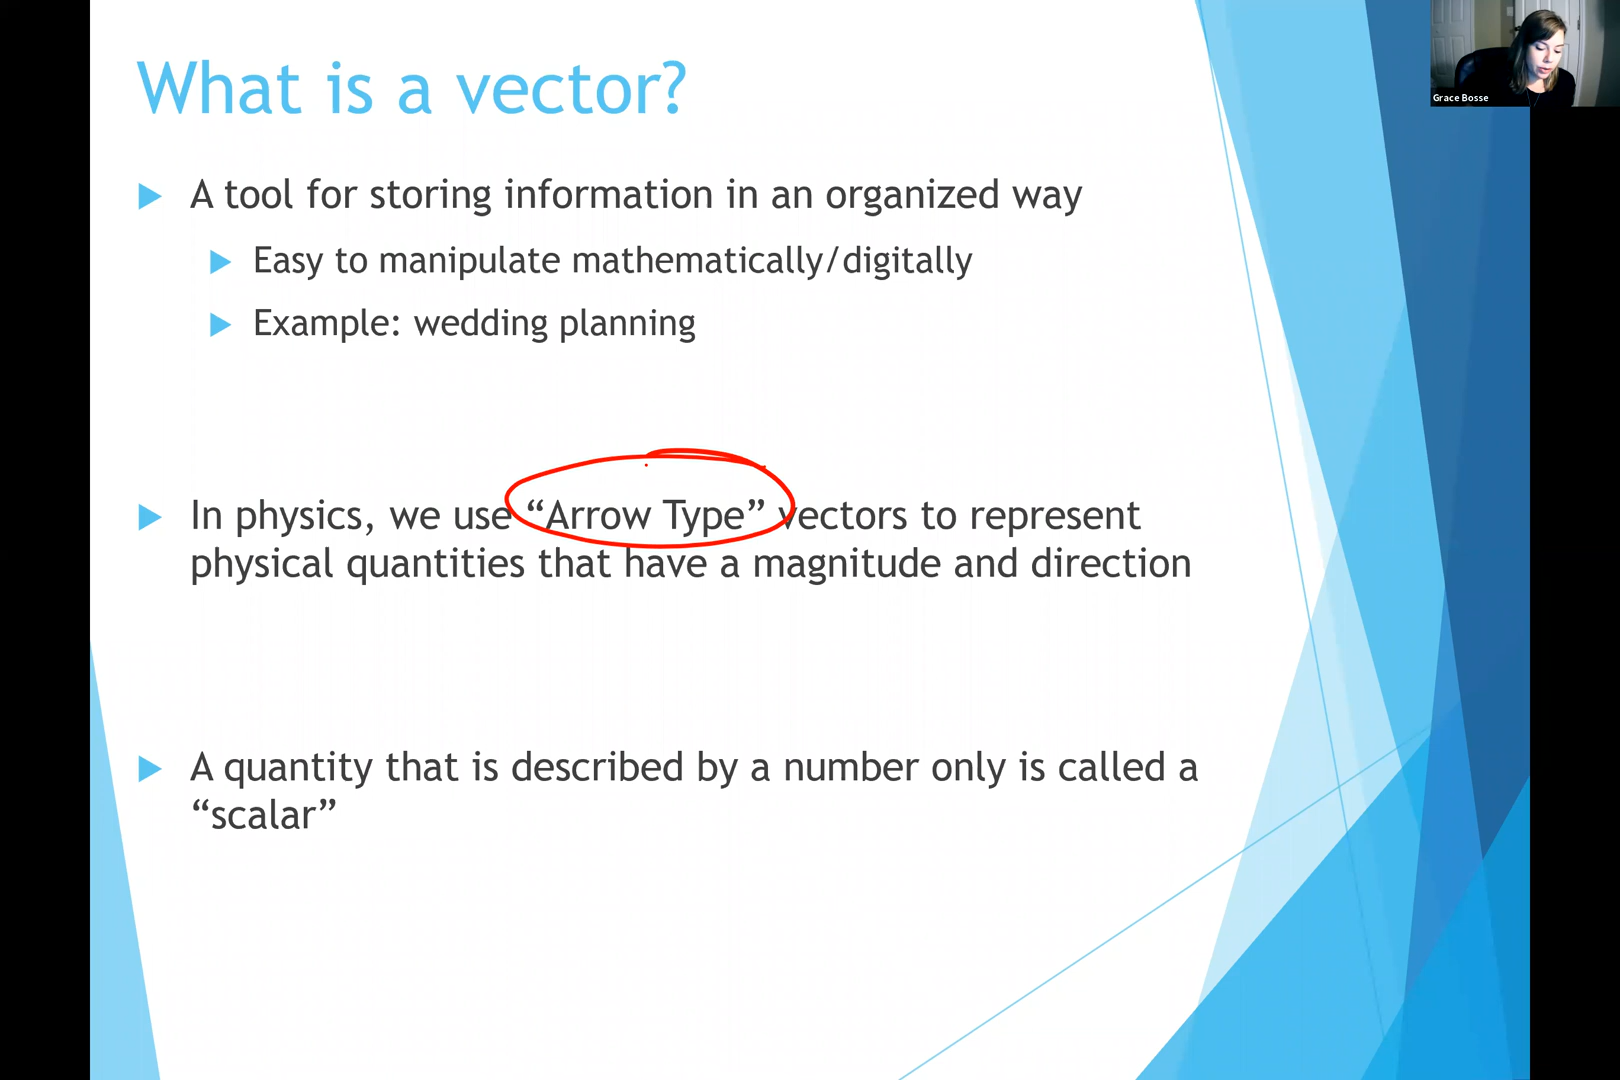 What is a vector?
Grace Bosse
A tool for storing information in an organized way
Easy to manipulate mathematically/digitally
Example: wedding planning
In physics, we use “Arrow Type” vectors to represent
physical quantities that have a magnitude and direction
A quantity that is described by a number only is called a
“scalar”